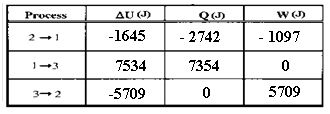 Process ΔU (J) Q (J) W (J)
2→1 -1645 - 2742 - 1097
1→3 7534 7354 0
3→2 -5709 0 5709